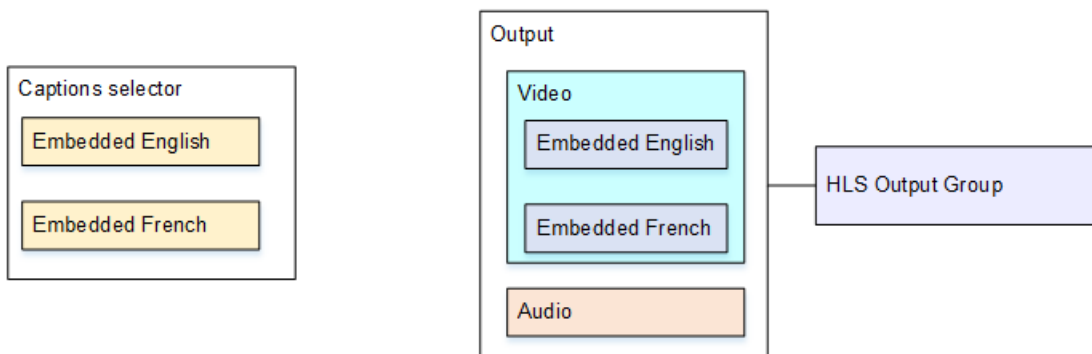 Captions selector
Embedded English
Embedded French
Output
Video
Embedded English
Embedded French
Audio
HLS Output Group